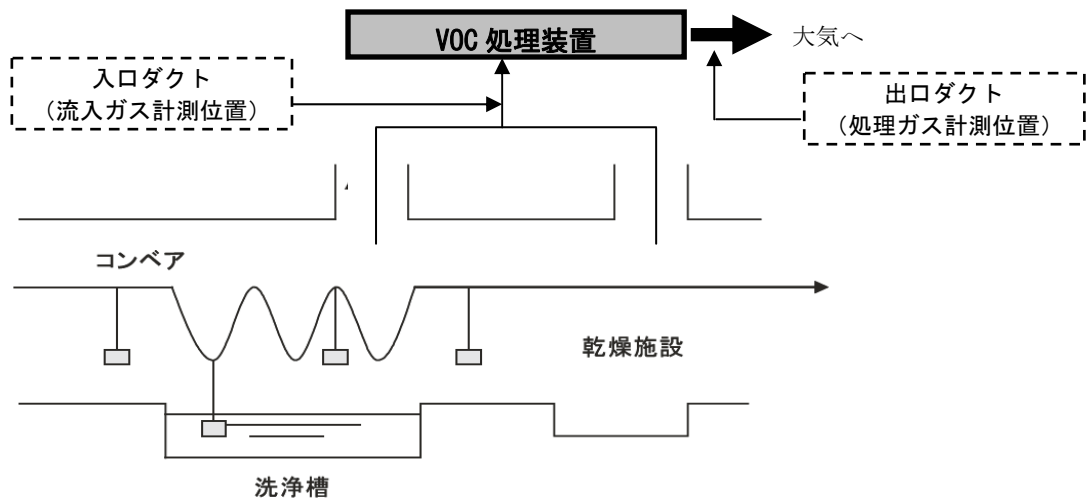 VOC 処理装置
大気へ
入口ダクト
（流入ガス計測位置）
出口ダクト
（処理ガス計測位置）
コンベア
乾燥施設
洗浄槽